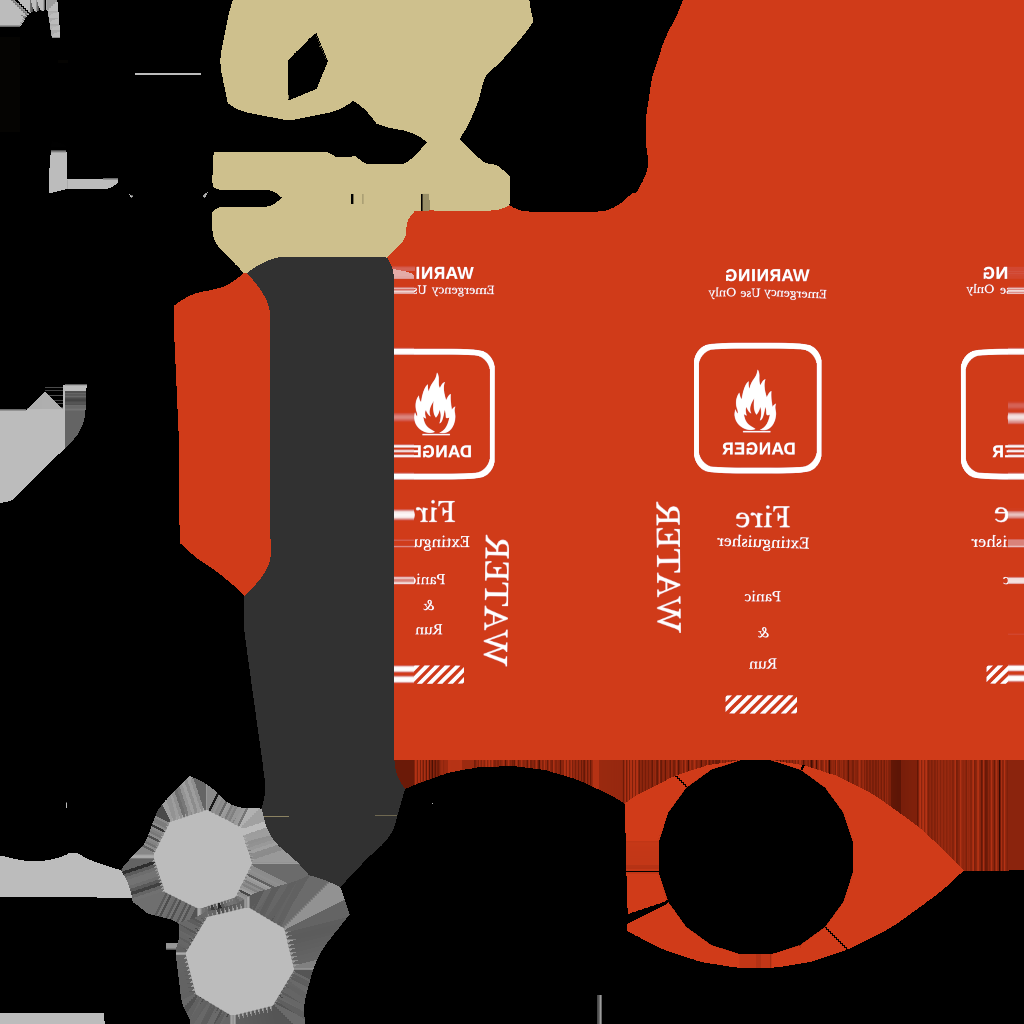 WARNI
Emergency Us
DANGE
Fir
Extingu
Panic
&
Run
WATER
WARNING
Emergency Use Only
DANGER
Fire
Extinguisher
Panic
&
Run
WATER
NG
e Only
R
e
isher
c